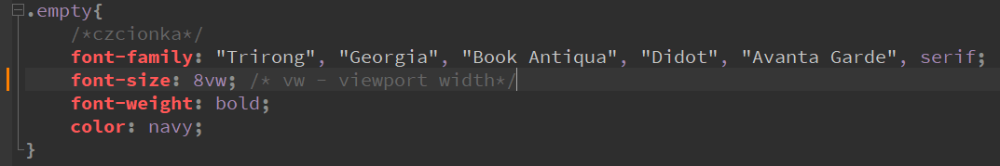 .empty{
/*czcionka*/
font-family: "Trirong", "Georgia", "Book Antiqua", "Didot", "Avanta Garde", serif;
font-size: 8vw; /* vw - viewport width*/
font-weight: bold;
color: navy;
}